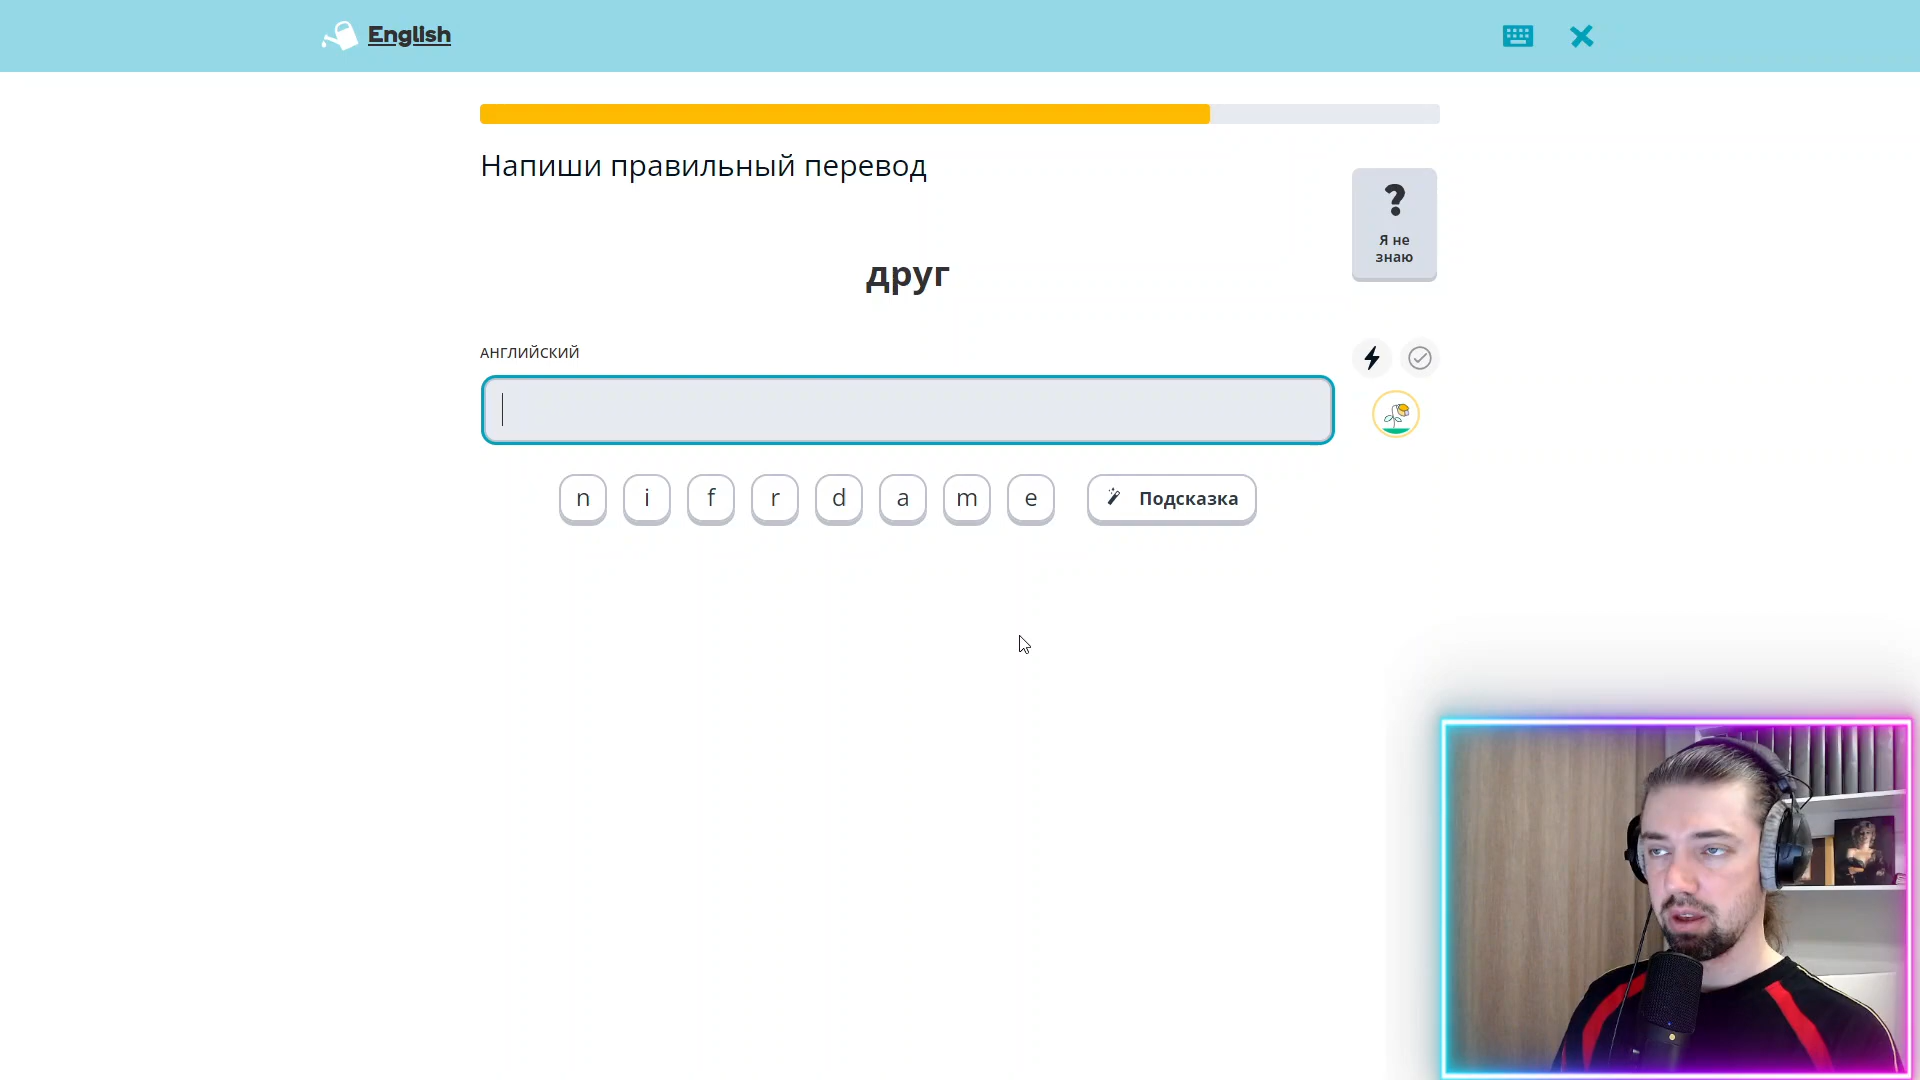 English
Напиши правильный перевод
?
Я не
знаю
друг
АНГЛИЙСКИЙ
n i f r d a m e Подсказка